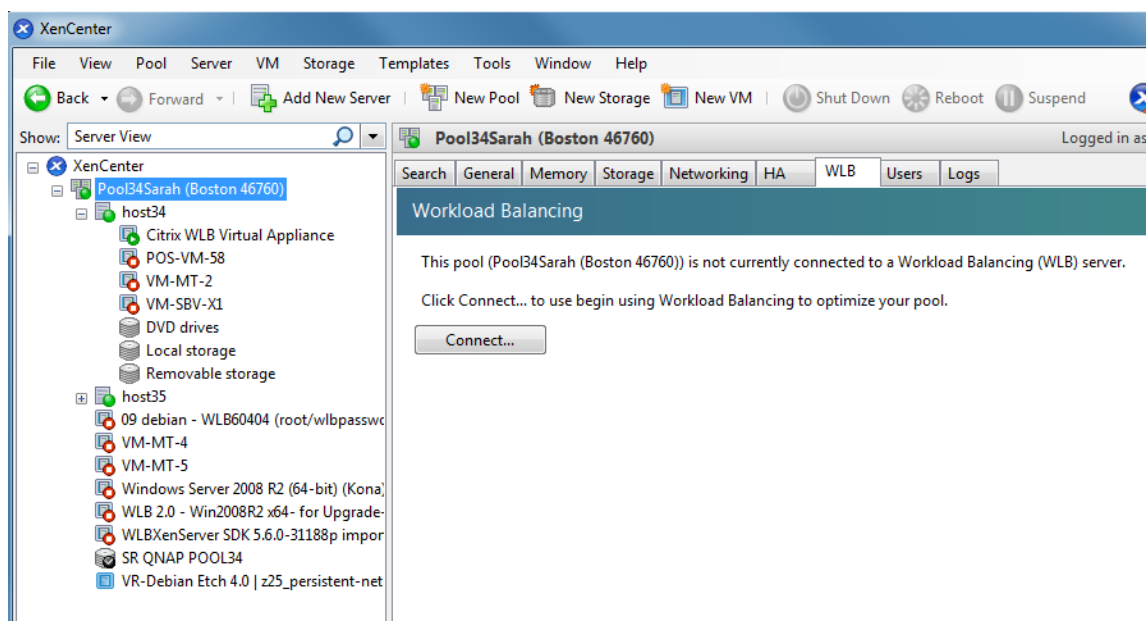 XenCenter
File View Pool Server VM Storage Templates Tools Window Help
Back Forward Add New Server New Pool New Storage New VM Shut Down Reboot Suspend
Show: Server View
Pool34Sarah (Boston 46760) Logged in as
Search General Memory Storage Networking HA WLB Users Logs
XenCenter
Pool34Sarah (Boston 46760)
host34
Citrix WLB Virtual Appliance
POS-VM-58
VM-MT-2
VM-SBV-X1
DVD drives
Local storage
Removable storage
host35
09 debian - WLB60404 (root/wlbpasswo
VM-MT-4
VM-MT-5
Windows Server 2008 R2 (64-bit) (Kona)
WLB 2.0 - Win2008R2 x64- for Upgrade-
WLBXenServer SDK 5.6.0-31188p impor
SR QNAP POOL34
VR-Debian Etch 4.0 | z25_persistent-net
Workload Balancing
This pool (Pool34Sarah (Boston 46760)) is not currently connected to a Workload Balancing (WLB) server.
Click Connect... to use begin using Workload Balancing to optimize your pool.
Connect...